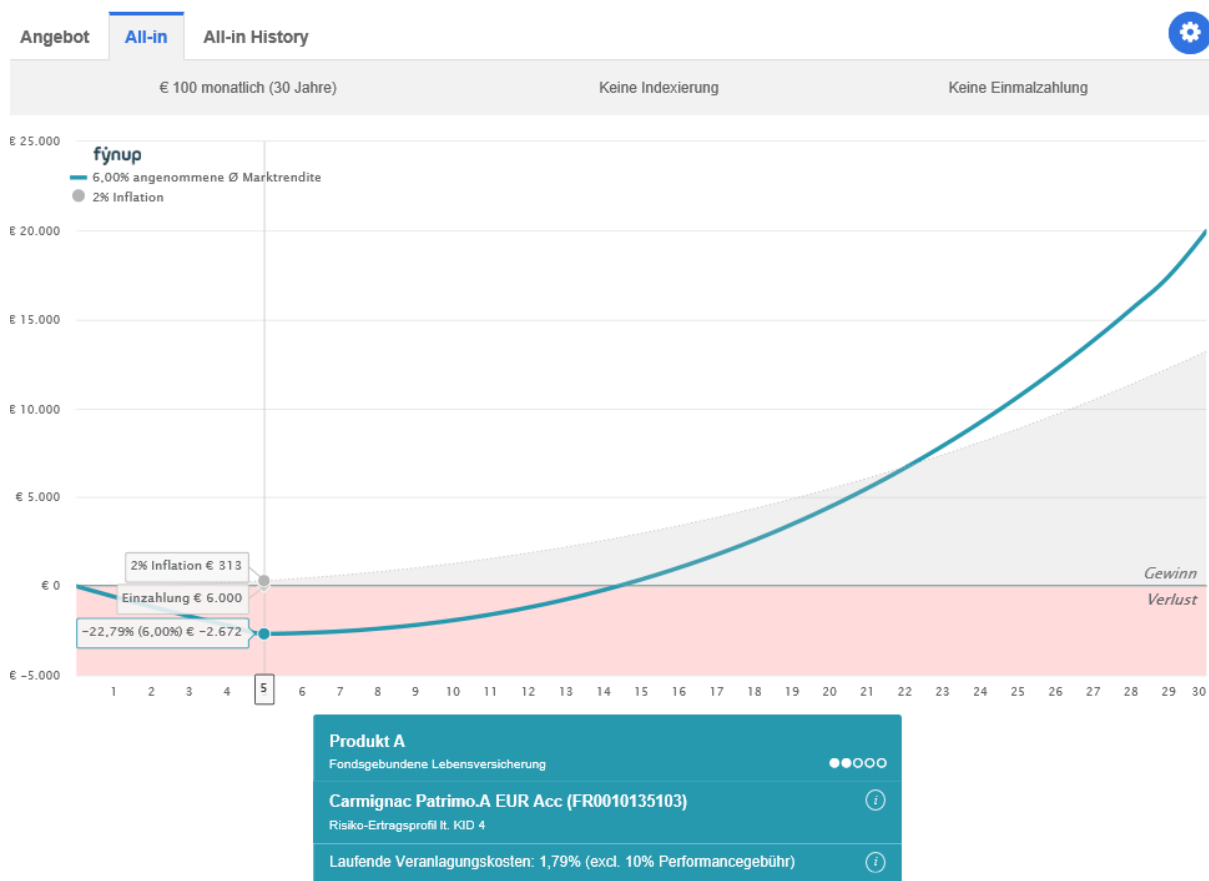 Angebot All-in All-in History
€ 100 monatlich (30 Jahre) Keine Indexierung Keine Einmalzahlung
€ 25.000
fynup
6,00% angenommene Ø Marktrendite
2% Inflation
€ 20.000
€ 15.000
€ 10.000
€ 5.000
2% Inflation € 313
€ 0
Gewinn
Einzahlung € 6.000
Verlust
-22,79% (6,00%) € -2.672
€ -5.000
1 2 3 4 5 6 7 8 9 10 11 12 13 14 15 16 17 18 19 20 21 22 23 24 25 26 27 28 29 30
Produkt A
Fondsgebundene Lebensversicherung
Carmignac Patrimo.A EUR Acc (FR0010135103) i
Risiko-Ertragsprofil lt. KID 4
Laufende Veranlagungskosten: 1,79% (excl. 10% Performancegebühr) i